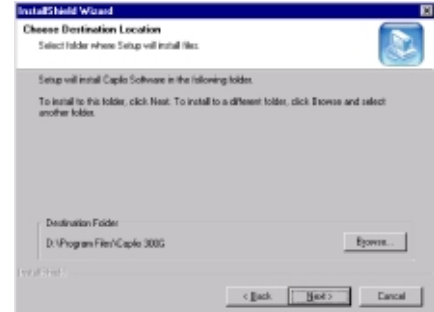 InstallShield Wizard
Choose Destination Location
Select folder where Setup will install files.
Setup will install Caplio Software in the following folder.
To install to this folder, click Next. To install to a different folder, click Browse and select
another folder.
Destination Folder
D:\Program Files\Caplio 300G
Browse...
InstallShield
< Back
Next >
Cancel